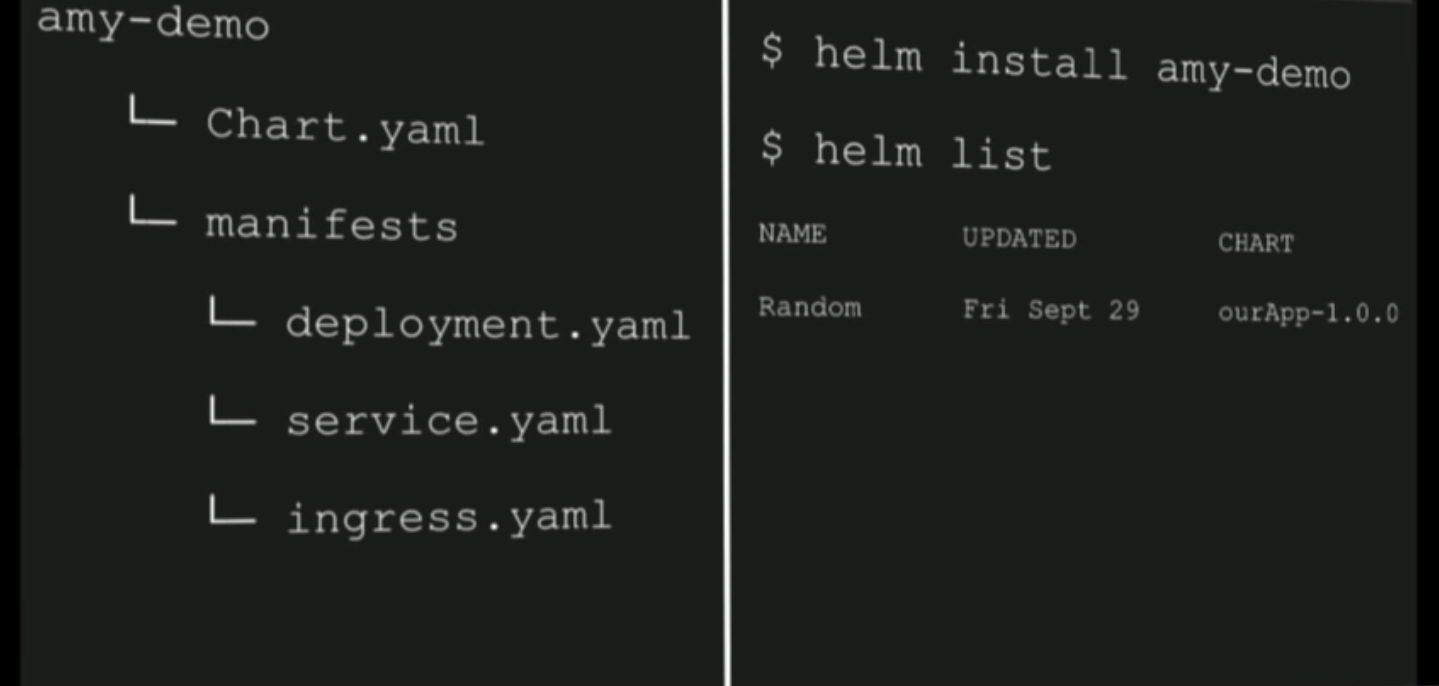 amy-demo
└─ Chart.yaml
└─ manifests
└─ deployment.yaml
└─ service.yaml
└─ ingress.yaml
$ helm install amy-demo
$ helm list
NAME UPDATED CHART
Random Fri Sept 29 ourApp-1.0.0